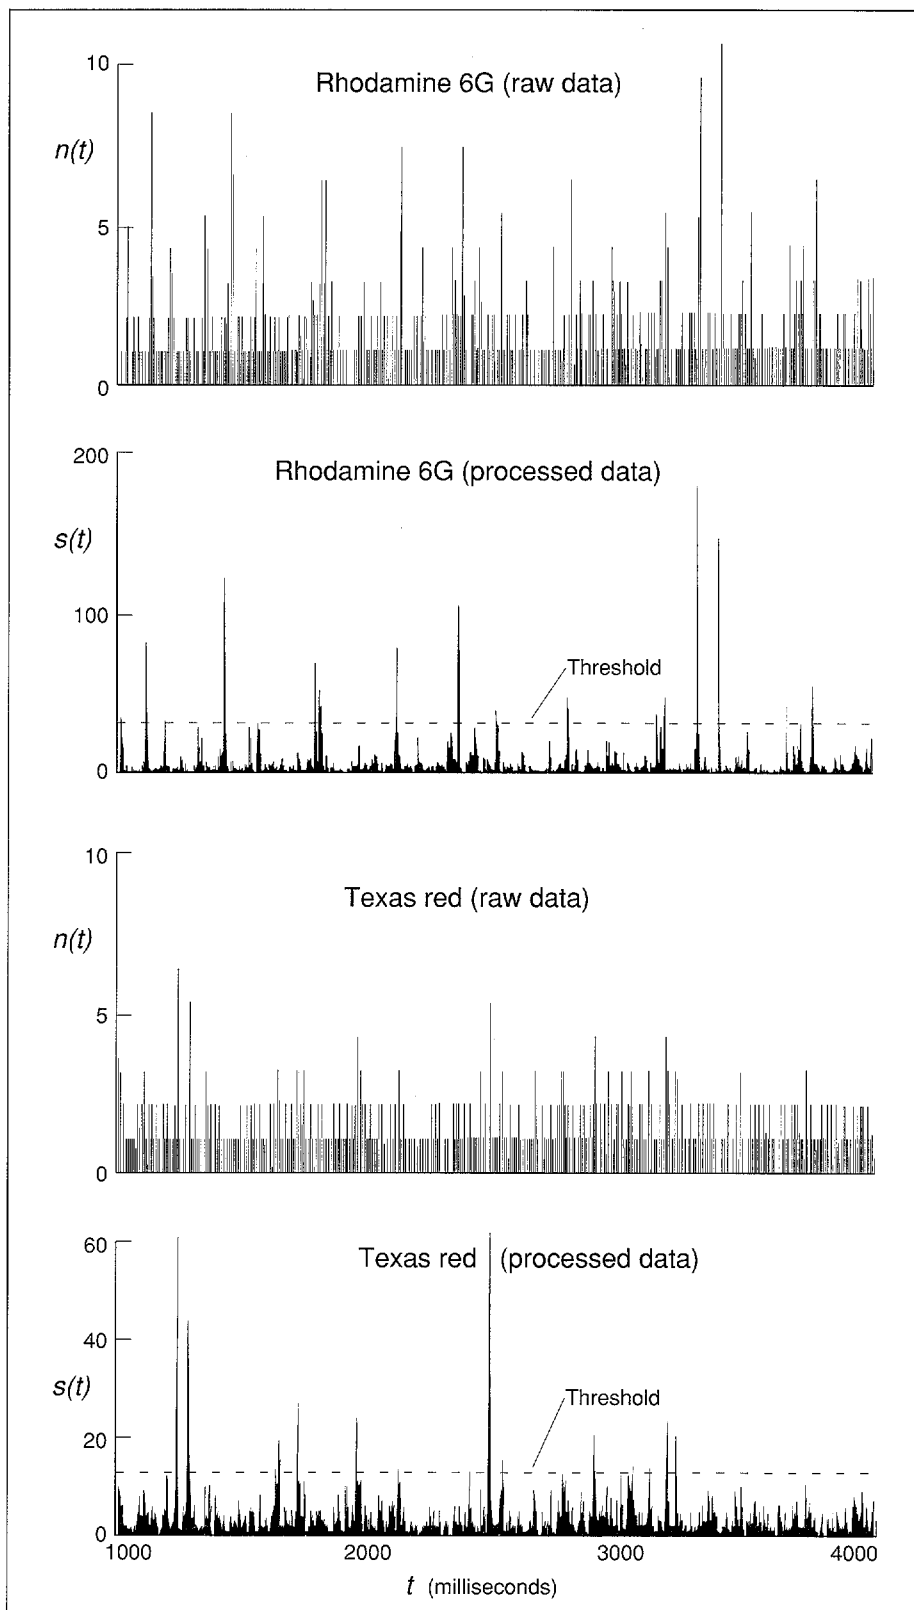 Rhodamine 6G (raw data)
10
n(t)
5
0
Rhodamine 6G (processed data)
200
s(t)
100
Threshold
0
Texas red (raw data)
10
n(t)
5
0
Texas red (processed data)
60
40
s(t)
Threshold
20
0
1000 2000 3000 4000
t (milliseconds)